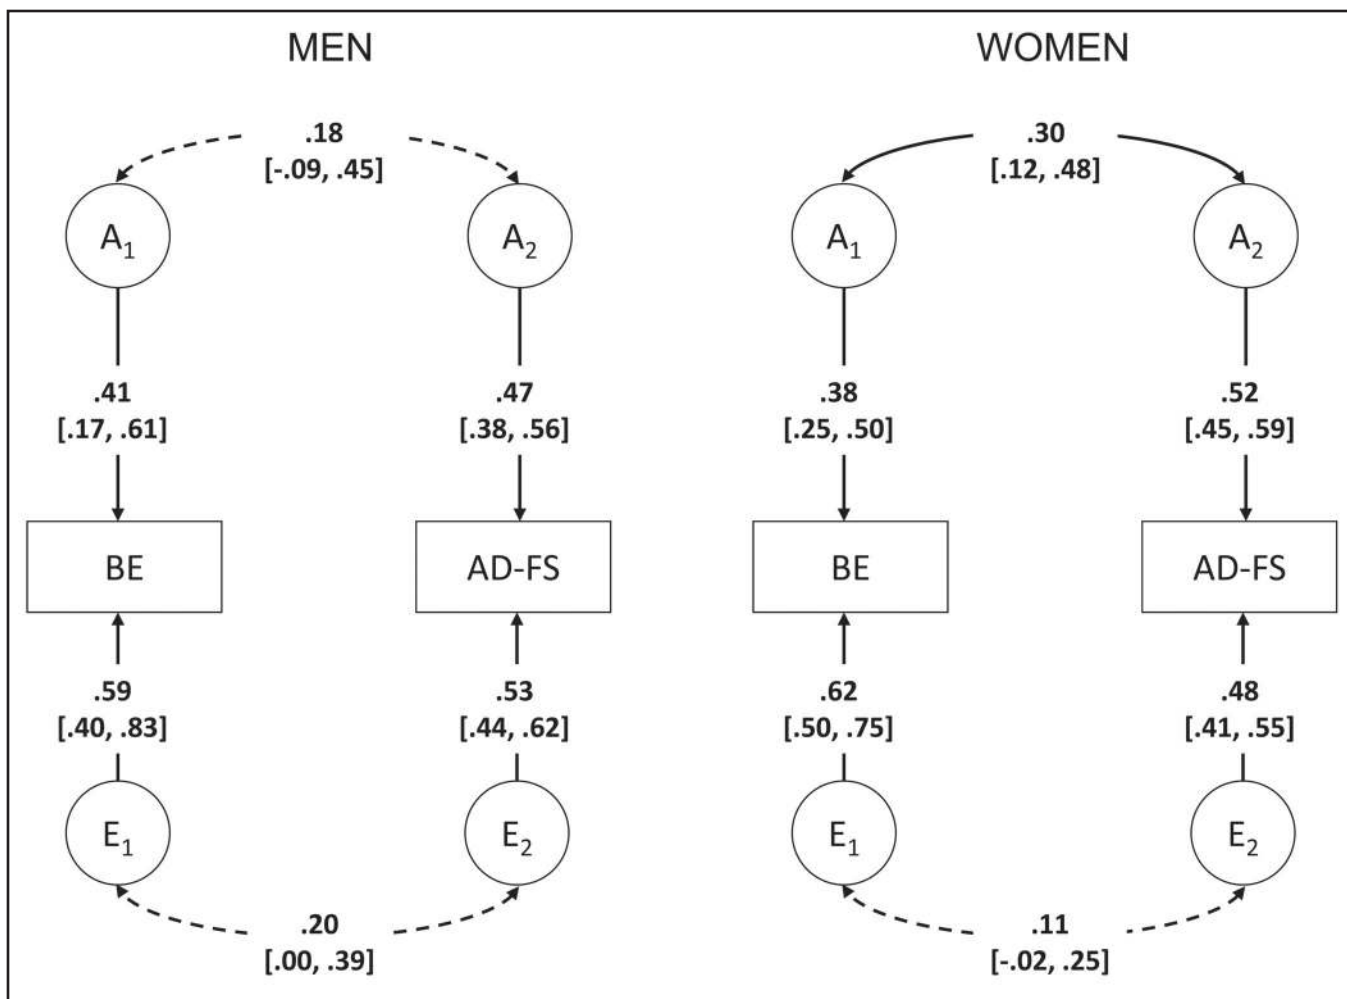 MEN
.18
[-.09, .45]
A1
A2
.41
[.17, .61]
.47
[.38, .56]
BE
AD-FS
.59
[.40, .83]
.53
[.44, .62]
E1
E2
.20
[.00, .39]
WOMEN
.30
[.12, .48]
A1
A2
.38
[.25, .50]
.52
[.45, .59]
BE
AD-FS
.62
[.50, .75]
.48
[.41, .55]
E1
E2
.11
[-.02, .25]